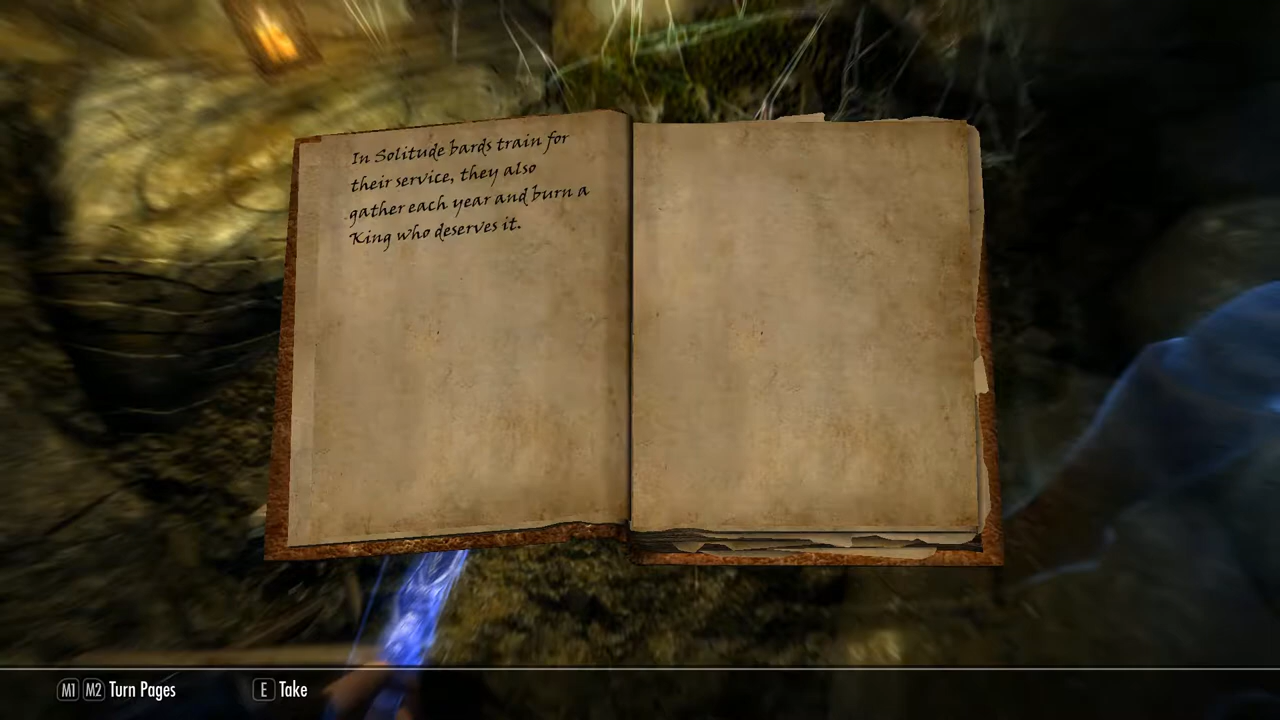 In Solitude bards train for
their service, they also
gather each year and burn a
King who deserves it.
M1 M2 Turn Pages
E Take